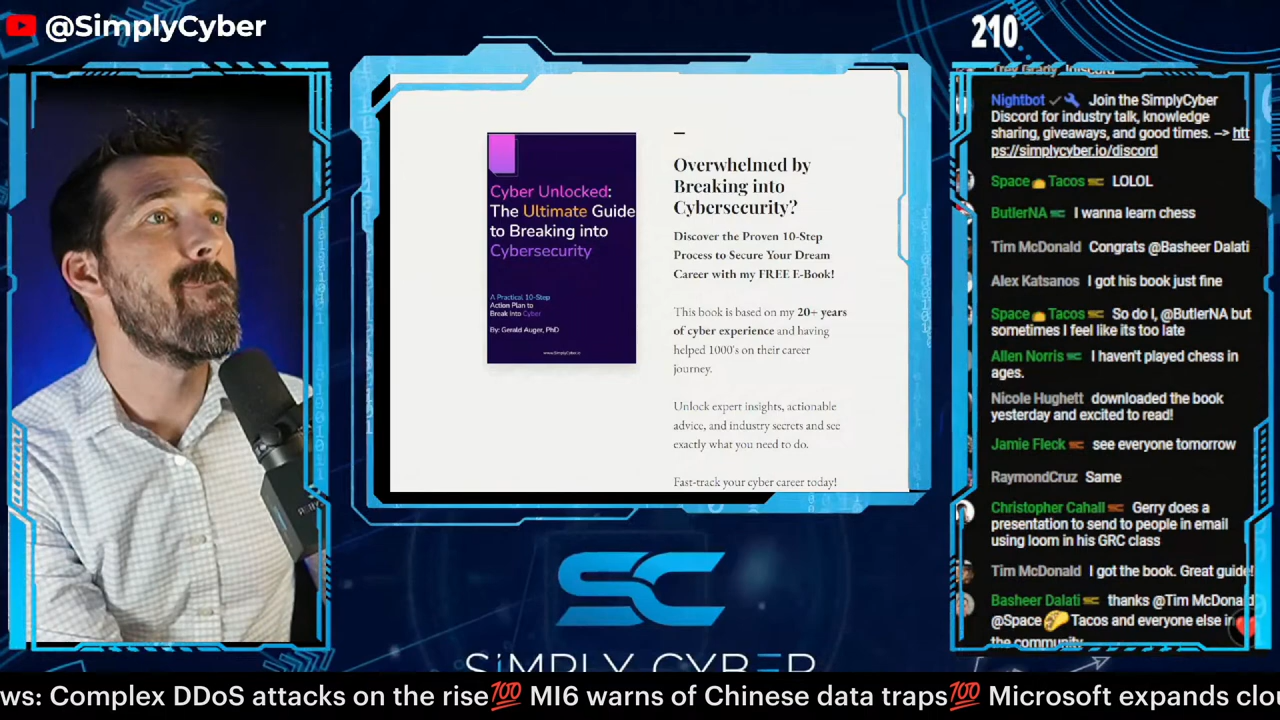 @SimplyCyber
210
Cyber Unlocked:
The Ultimate Guide
to Breaking into
Cybersecurity
A Practical 10-Step
Action Plan to
Break Into Cyber
By: Gerald Auger, PhD
www.SimplyCyber.io
Overwhelmed by
Breaking into
Cybersecurity?
Discover the Proven 10-Step
Process to Secure Your Dream
Career with my FREE E-Book!
This book is based on my 20+ years
of cyber experience and having
helped 1000's on their career
journey.
Unlock expert insights, actionable
advice, and industry secrets and see
exactly what you need to do.
Fast-track your cyber career today!
SC
SiMPLY CYBER
Nightbot Join the SimplyCyber
Discord for industry talk, knowledge
sharing, giveaways, and good times. --> htt
ps://simplycyber.io/discord
Space Tacos LOLOL
ButlerNA I wanna learn chess
Tim McDonald Congrats @Basheer Dalati
Alex Katsanos I got his book just fine
Space Tacos So do I, @ButlerNA but
sometimes I feel like its too late
Allen Norris I haven't played chess in
ages.
Nicole Hughett downloaded the book
yesterday and excited to read!
Jamie Fleck see everyone tomorrow
RaymondCruz Same
Christopher Cahall Gerry does a
presentation to send to people in email
using loom in his GRC class
Tim McDonald I got the book. Great guide!
Basheer Dalati thanks @Tim McDonald
@Space Tacos and everyone else in
the community
ws: Complex DDoS attacks on the rise💯 MI6 warns of Chinese data traps💯 Microsoft expands clo